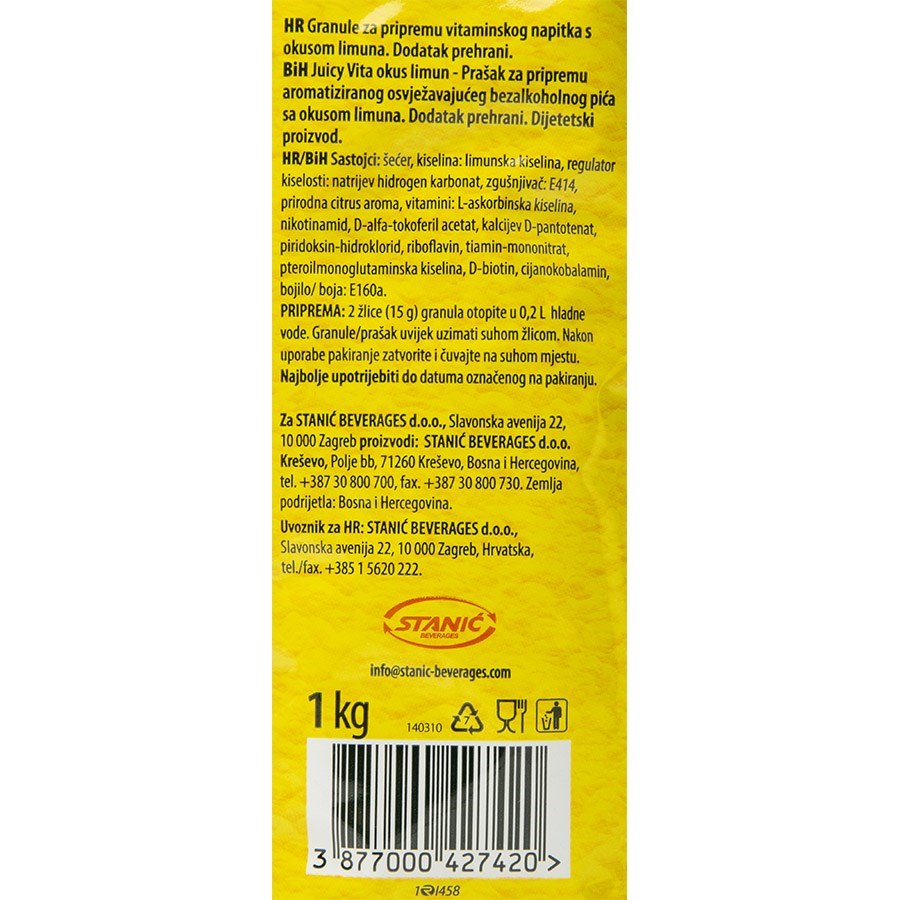 HR Granule za pripremu vitaminskog napitka s
okusom limuna. Dodatak prehrani.
BiH Juicy Vita okus limun - Prašak za pripremu
aromatiziranog osvježavajućeg bezalkoholnog pića
sa okusom limuna. Dodatak prehrani. Dijetetski
proizvod.
HR/BiH Sastojci: šećer, kiselina: limunska kiselina, regulator
kiselosti: natrijev hidrogen karbonat, zgušnjivač: E414,
prirodna citrus aroma, vitamini: L-askorbinska kiselina,
nikotinamid, D-alfa-tokoferil acetat, kalcijev D-pantotenat,
piridoksin-hidroklorid, riboflavin, tiamin-mononitrat,
pteroilmonoglutaminska kiselina, D-biotin, cijanokobalamin,
bojilo/ boja: E160a.
PRIPREMA: 2 žlice (15 g) granula otopite u 0,2 L hladne
vode. Granule/prašak uvijek uzimati suhom žlicom. Nakon
uporabe pakiranje zatvorite i čuvajte na suhom mjestu.
Najbolje upotrijebiti do datuma označenog na pakiranju.
Za STANIĆ BEVERAGES d.o.o., Slavonska avenija 22,
10 000 Zagreb proizvodi: STANIĆ BEVERAGES d.o.o.
Kreševo, Polje bb, 71260 Kreševo, Bosna i Hercegovina,
tel. +387 30 800 700, fax. +387 30 800 730. Zemlja
podrijetla: Bosna i Hercegovina.
Uvoznik za HR: STANIĆ BEVERAGES d.o.o.,
Slavonska avenija 22, 10 000 Zagreb, Hrvatska,
tel./fax. +385 1 5620 222.
STANIĆ
BEVERAGES
info@stanic-beverages.com
1 kg
140310
7
3 877000 427420 >